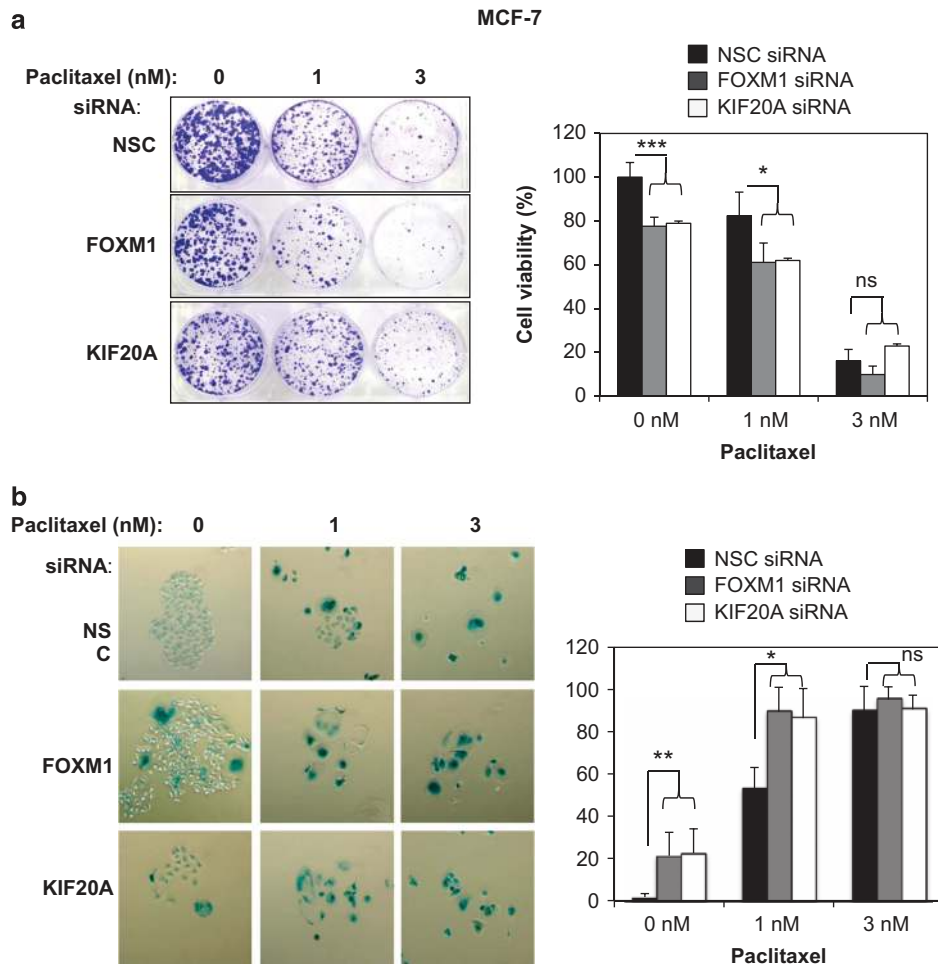 a
MCF-7
Paclitaxel (nM): 0 1 3
siRNA:
NSC
FOXM1
KIF20A
NSC siRNA
FOXM1 siRNA
KIF20A siRNA
120
100
80
60
40
20
0
Cell viability (%)
***
*
ns
0 nM 1 nM 3 nM
Paclitaxel
b
Paclitaxel (nM): 0 1 3
siRNA:
NS
C
FOXM1
KIF20A
NSC siRNA
FOXM1 siRNA
KIF20A siRNA
120
100
80
60
40
20
0
**
*
ns
0 nM 1 nM 3 nM
Paclitaxel